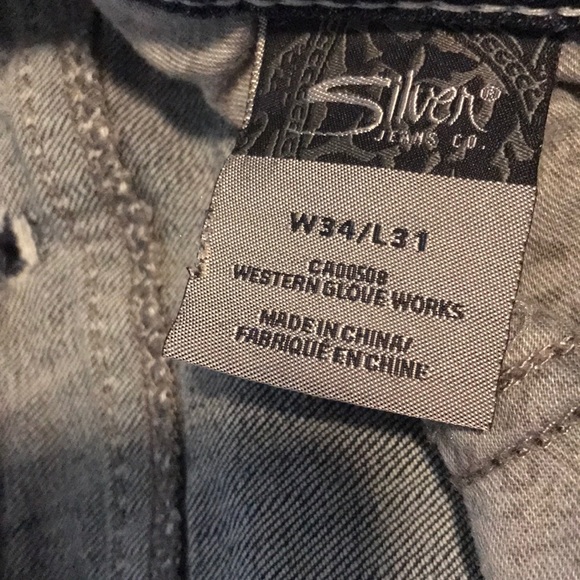 Silver®
JEANS CO.
W34/L31
CA00508
WESTERN GLOVE WORKS
MADE IN CHINA/
FABRIQUÉ EN CHINE